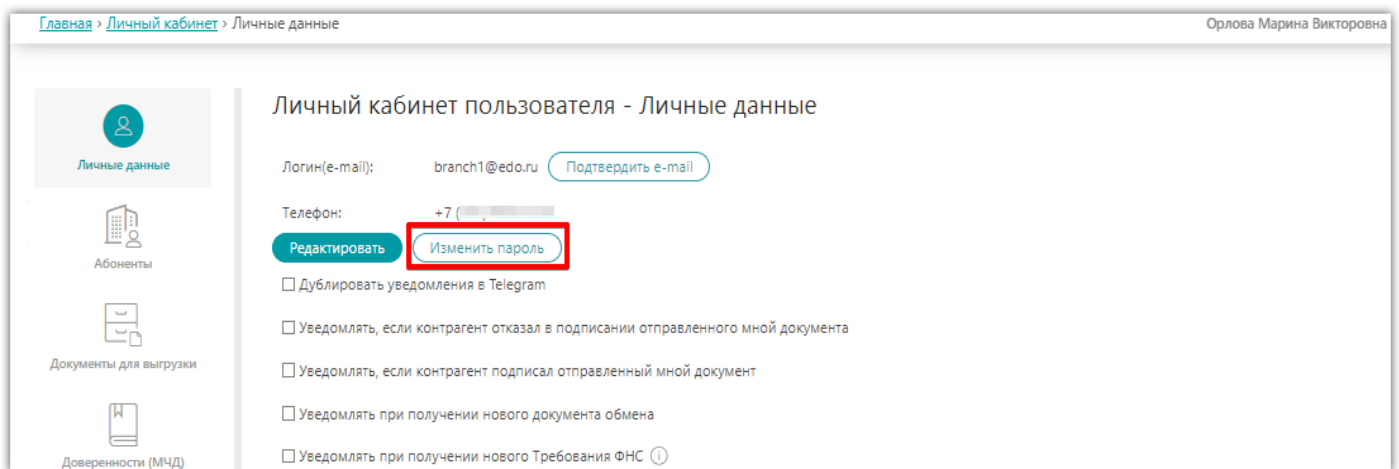 Главная › Личный кабинет › Личные данные
Орлова Марина Викторовна
Личные данные
Абоненты
Документы для выгрузки
Доверенности (МЧД)
Личный кабинет пользователя - Личные данные
Логин(e-mail): branch1@edo.ru Подтвердить e-mail
Телефон: +7 (
Редактировать Изменить пароль
Дублировать уведомления в Telegram
Уведомлять, если контрагент отказал в подписании отправленного мной документа
Уведомлять, если контрагент подписал отправленный мной документ
Уведомлять при получении нового документа обмена
Уведомлять при получении нового Требования ФНС